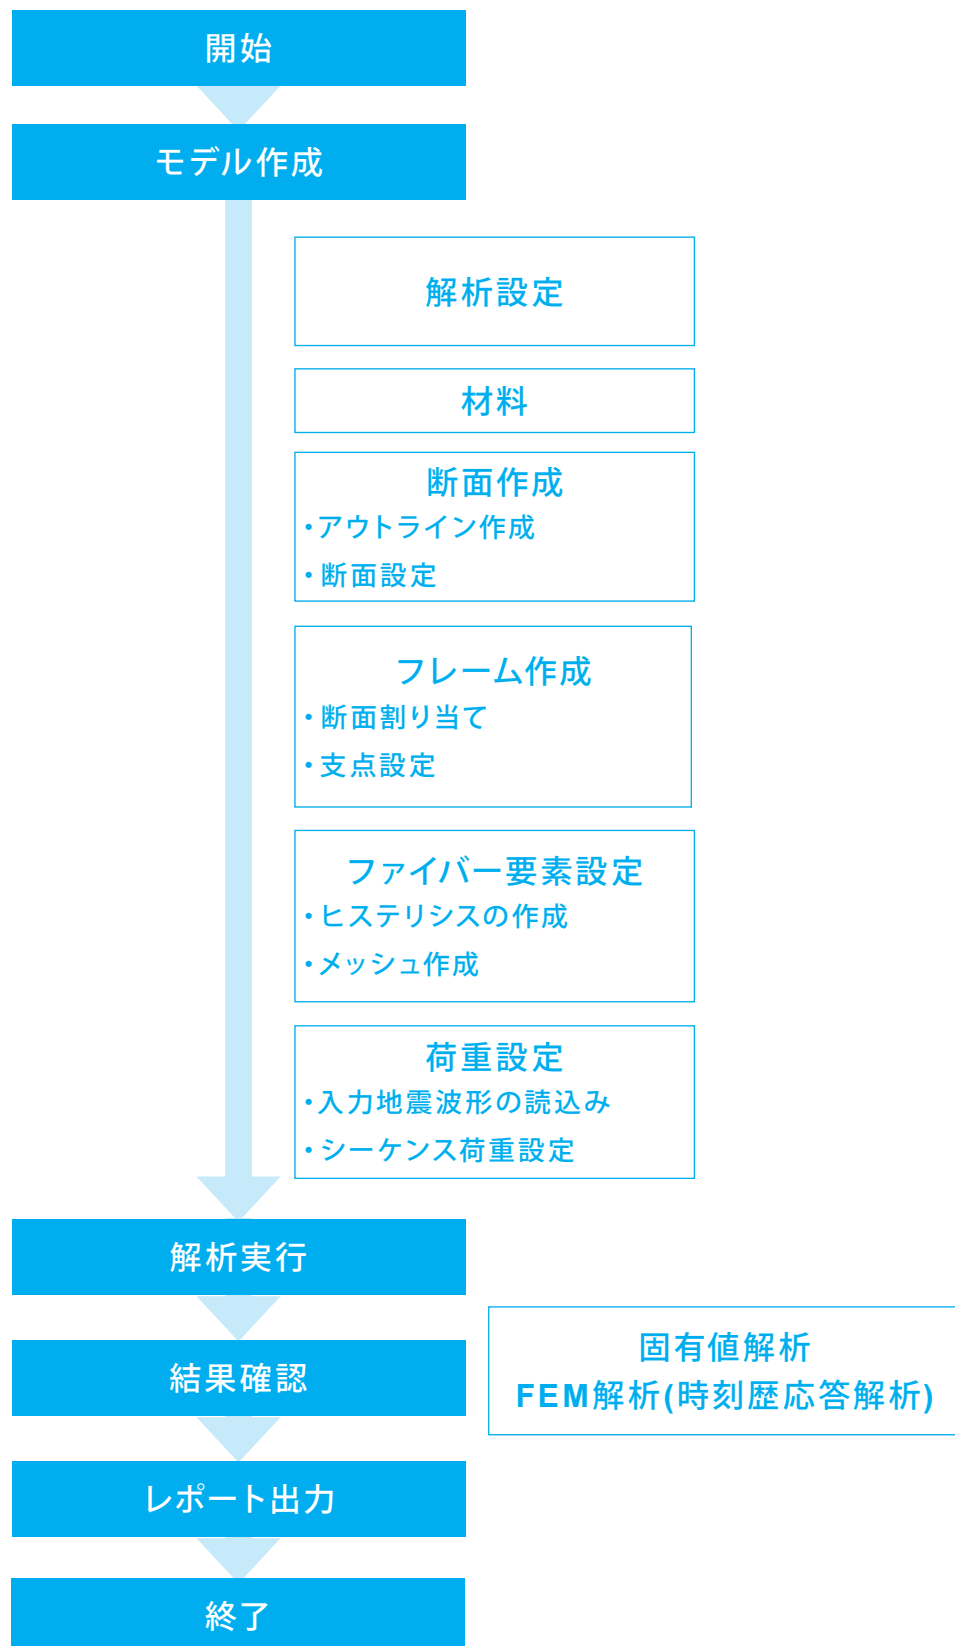 開始
モデル作成
解析設定
材料
断面作成
・アウトライン作成
・断面設定
フレーム作成
・断面割り当て
・支点設定
ファイバー要素設定
・ヒステリシスの作成
・メッシュ作成
荷重設定
・入力地震波形の読込み
・シーケンス荷重設定
解析実行
結果確認
固有値解析
FEM解析(時刻歴応答解析)
レポート出力
終了